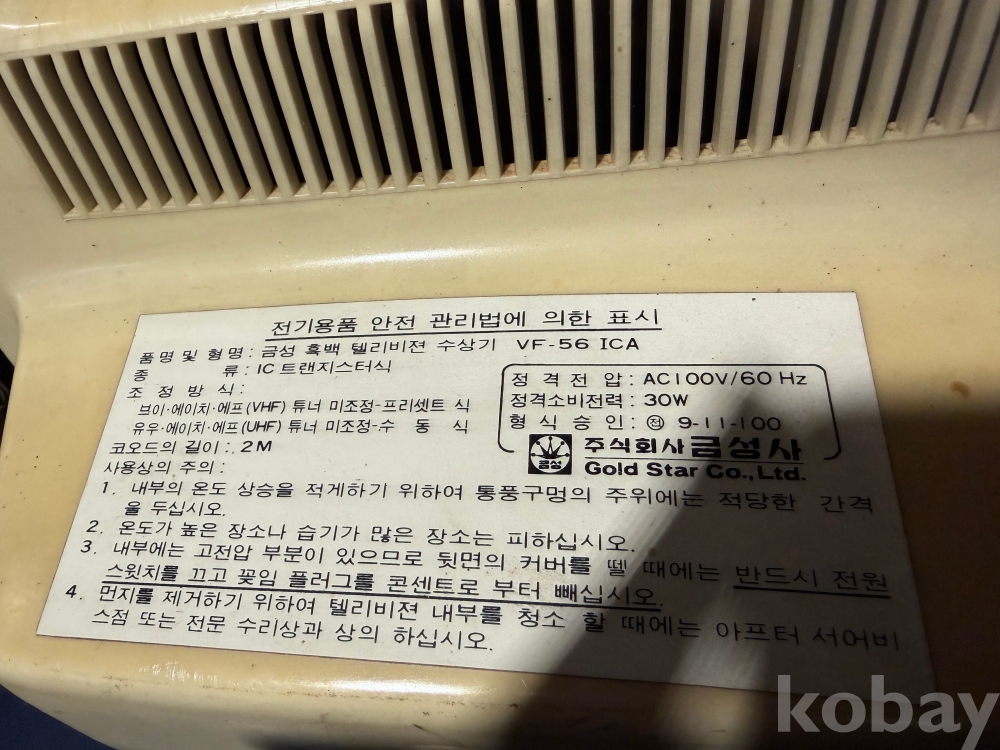 전기용품 안전 관리법에 의한 표시
품명 및 형명 : 금성 흑백 텔리비젼 수상기 VF-56 ICA
종 류 : IC 트랜지스터식
조 정 방 식 :
브이·에이치·에프(VHF) 튜너 미조정-프리셋트 식
유우·에이치·에프(UHF) 튜너 미조정-수 동 식
코오드의 길이 : 2M
정 격 전 압 : AC100V/60Hz
정격소비전력 : 30W
형 식 승 인 : 전 9-11-100
금성
주식회사 금성사
Gold Star Co., Ltd.
사용상의 주의 :
1. 내부의 온도 상승을 적게하기 위하여 통풍구멍의 주위에는 적당한 간격
을 두십시오.
2. 온도가 높은 장소나 습기가 많은 장소는 피하십시오.
3. 내부에는 고전압 부분이 있으므로 뒷면의 커버를 뗄 때에는 반드시 전원
스윗치를 끄고 꽂임 플러그를 콘센트로 부터 빼십시오.
4. 먼지를 제거하기 위하여 텔리비젼 내부를 청소 할 때에는 아프터 서어비
스점 또는 전문 수리상과 상의 하십시오.
kobay